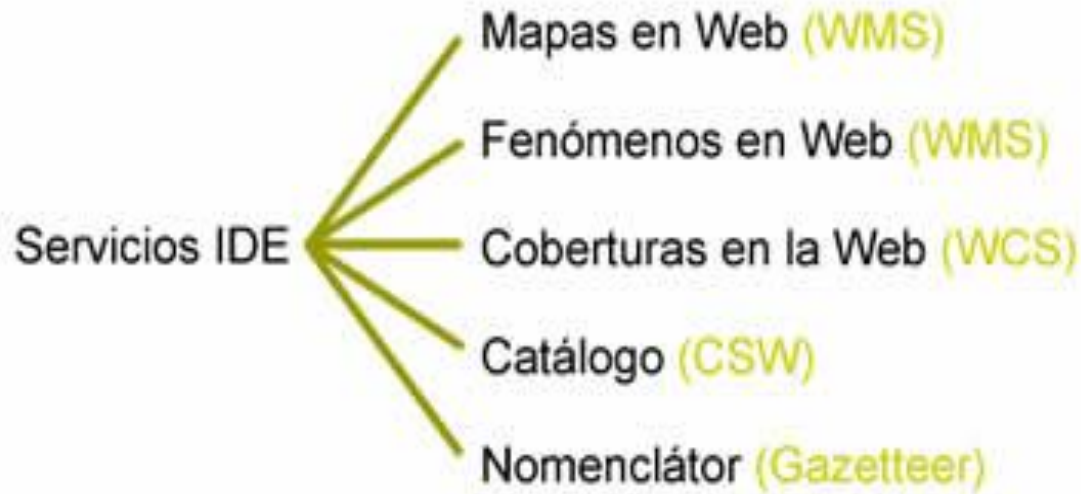 Mapas en Web (WMS)
Fenómenos en Web (WMS)
Servicios IDE
Coberturas en la Web (WCS)
Catálogo (CSW)
Nomenclátor (Gazetteer)